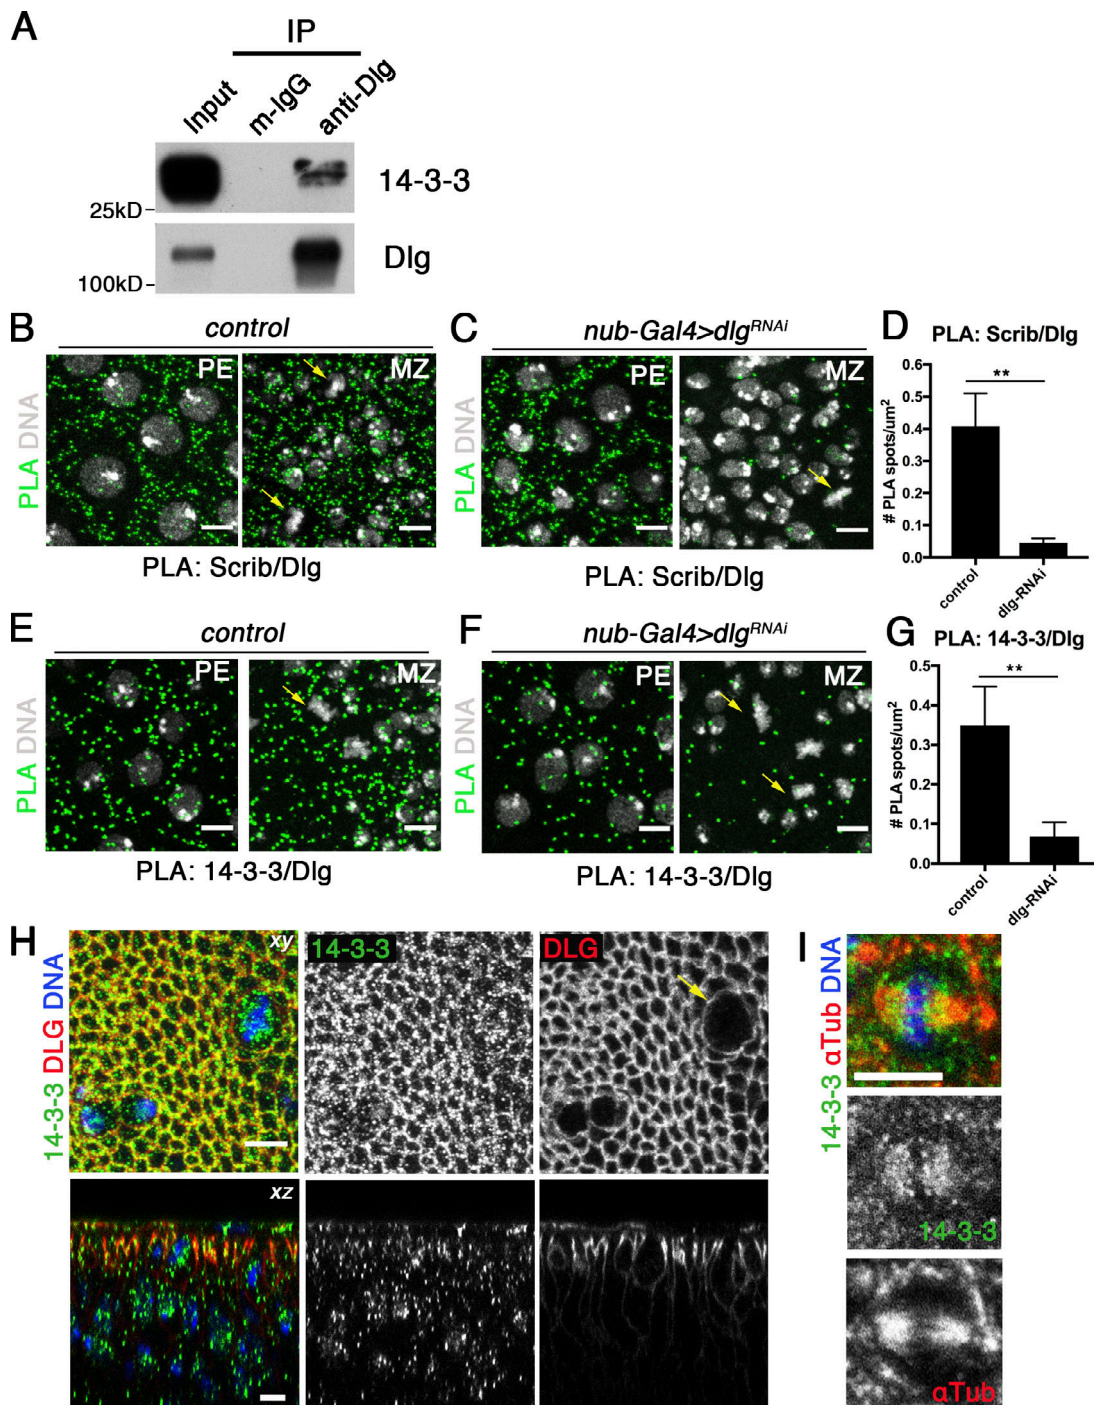 A
IP
Input
m-IgG
anti-Dlg
14-3-3
25kD
Dlg
100kD
B
control
PLA DNA
PE
MZ
PLA: Scrib/Dlg
C
nub-Gal4>dlgRNAi
PLA DNA
PE
MZ
PLA: Scrib/Dlg
D
PLA: Scrib/Dlg
# PLA spots/um2
0.6
0.5
0.4
0.3
0.2
0.1
0.0
**
control
dlg-RNAi
E
control
PLA DNA
PE
MZ
PLA: 14-3-3/Dlg
F
nub-Gal4>dlgRNAi
PLA DNA
PE
MZ
PLA: 14-3-3/Dlg
G
PLA: 14-3-3/Dlg
# PLA spots/um2
0.5
0.4
0.3
0.2
0.1
0.0
**
control
dlg-RNAi
H
14-3-3 DLG DNA
xy
14-3-3
DLG
xz
I
14-3-3 αTub DNA
14-3-3
αTub